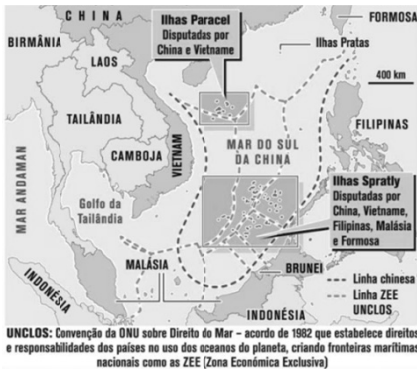 CHINA
FORMOSA
Ilhas Paracel
Disputadas por
China e Vietname
Ilhas Pratas
BIRMÂNIA
LAOS
400 km
TAILÂNDIA
VIETNAM
FILIPINAS
MAR DO SUL
DA CHINA
CAMBOJA
MAR ANDAMAN
Golfo da
Tailândia
Ilhas Spratly
Disputadas por
China, Vietname,
Filipinas, Malásia
e Formosa
MALÁSIA
BRUNEI
INDONÉSIA
INDONÉSIA
Linha chinesa
Linha ZEE
UNCLOS
UNCLOS: Convenção da ONU sobre Direito do Mar – acordo de 1982 que estabelece direitos
e responsabilidades dos países no uso dos oceanos do planeta, criando fronteiras marítimas
nacionais como as ZEE (Zona Económica Exclusiva)